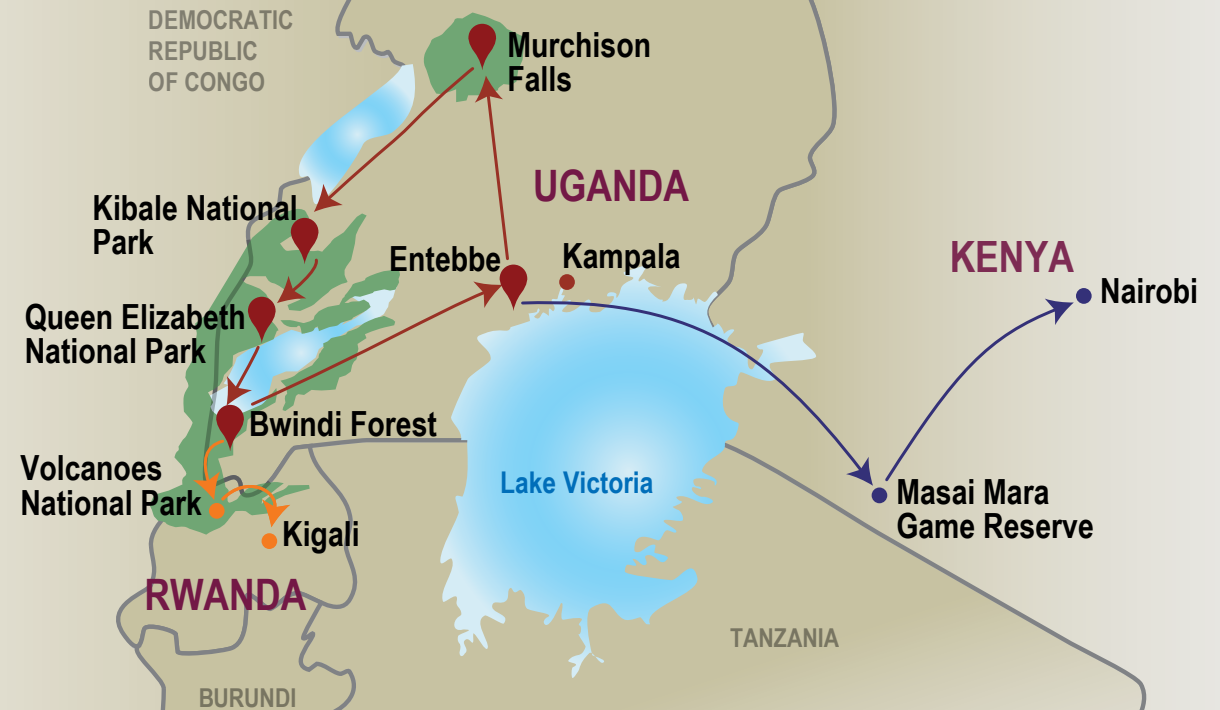 DEMOCRATIC
REPUBLIC
OF CONGO
Murchison
Falls
UGANDA
Kibale National
Park
Entebbe
Kampala
KENYA
Nairobi
Queen Elizabeth
National Park
Bwindi Forest
Volcanoes
National Park
Lake Victoria
Masai Mara
Game Reserve
Kigali
RWANDA
TANZANIA
BURUNDI